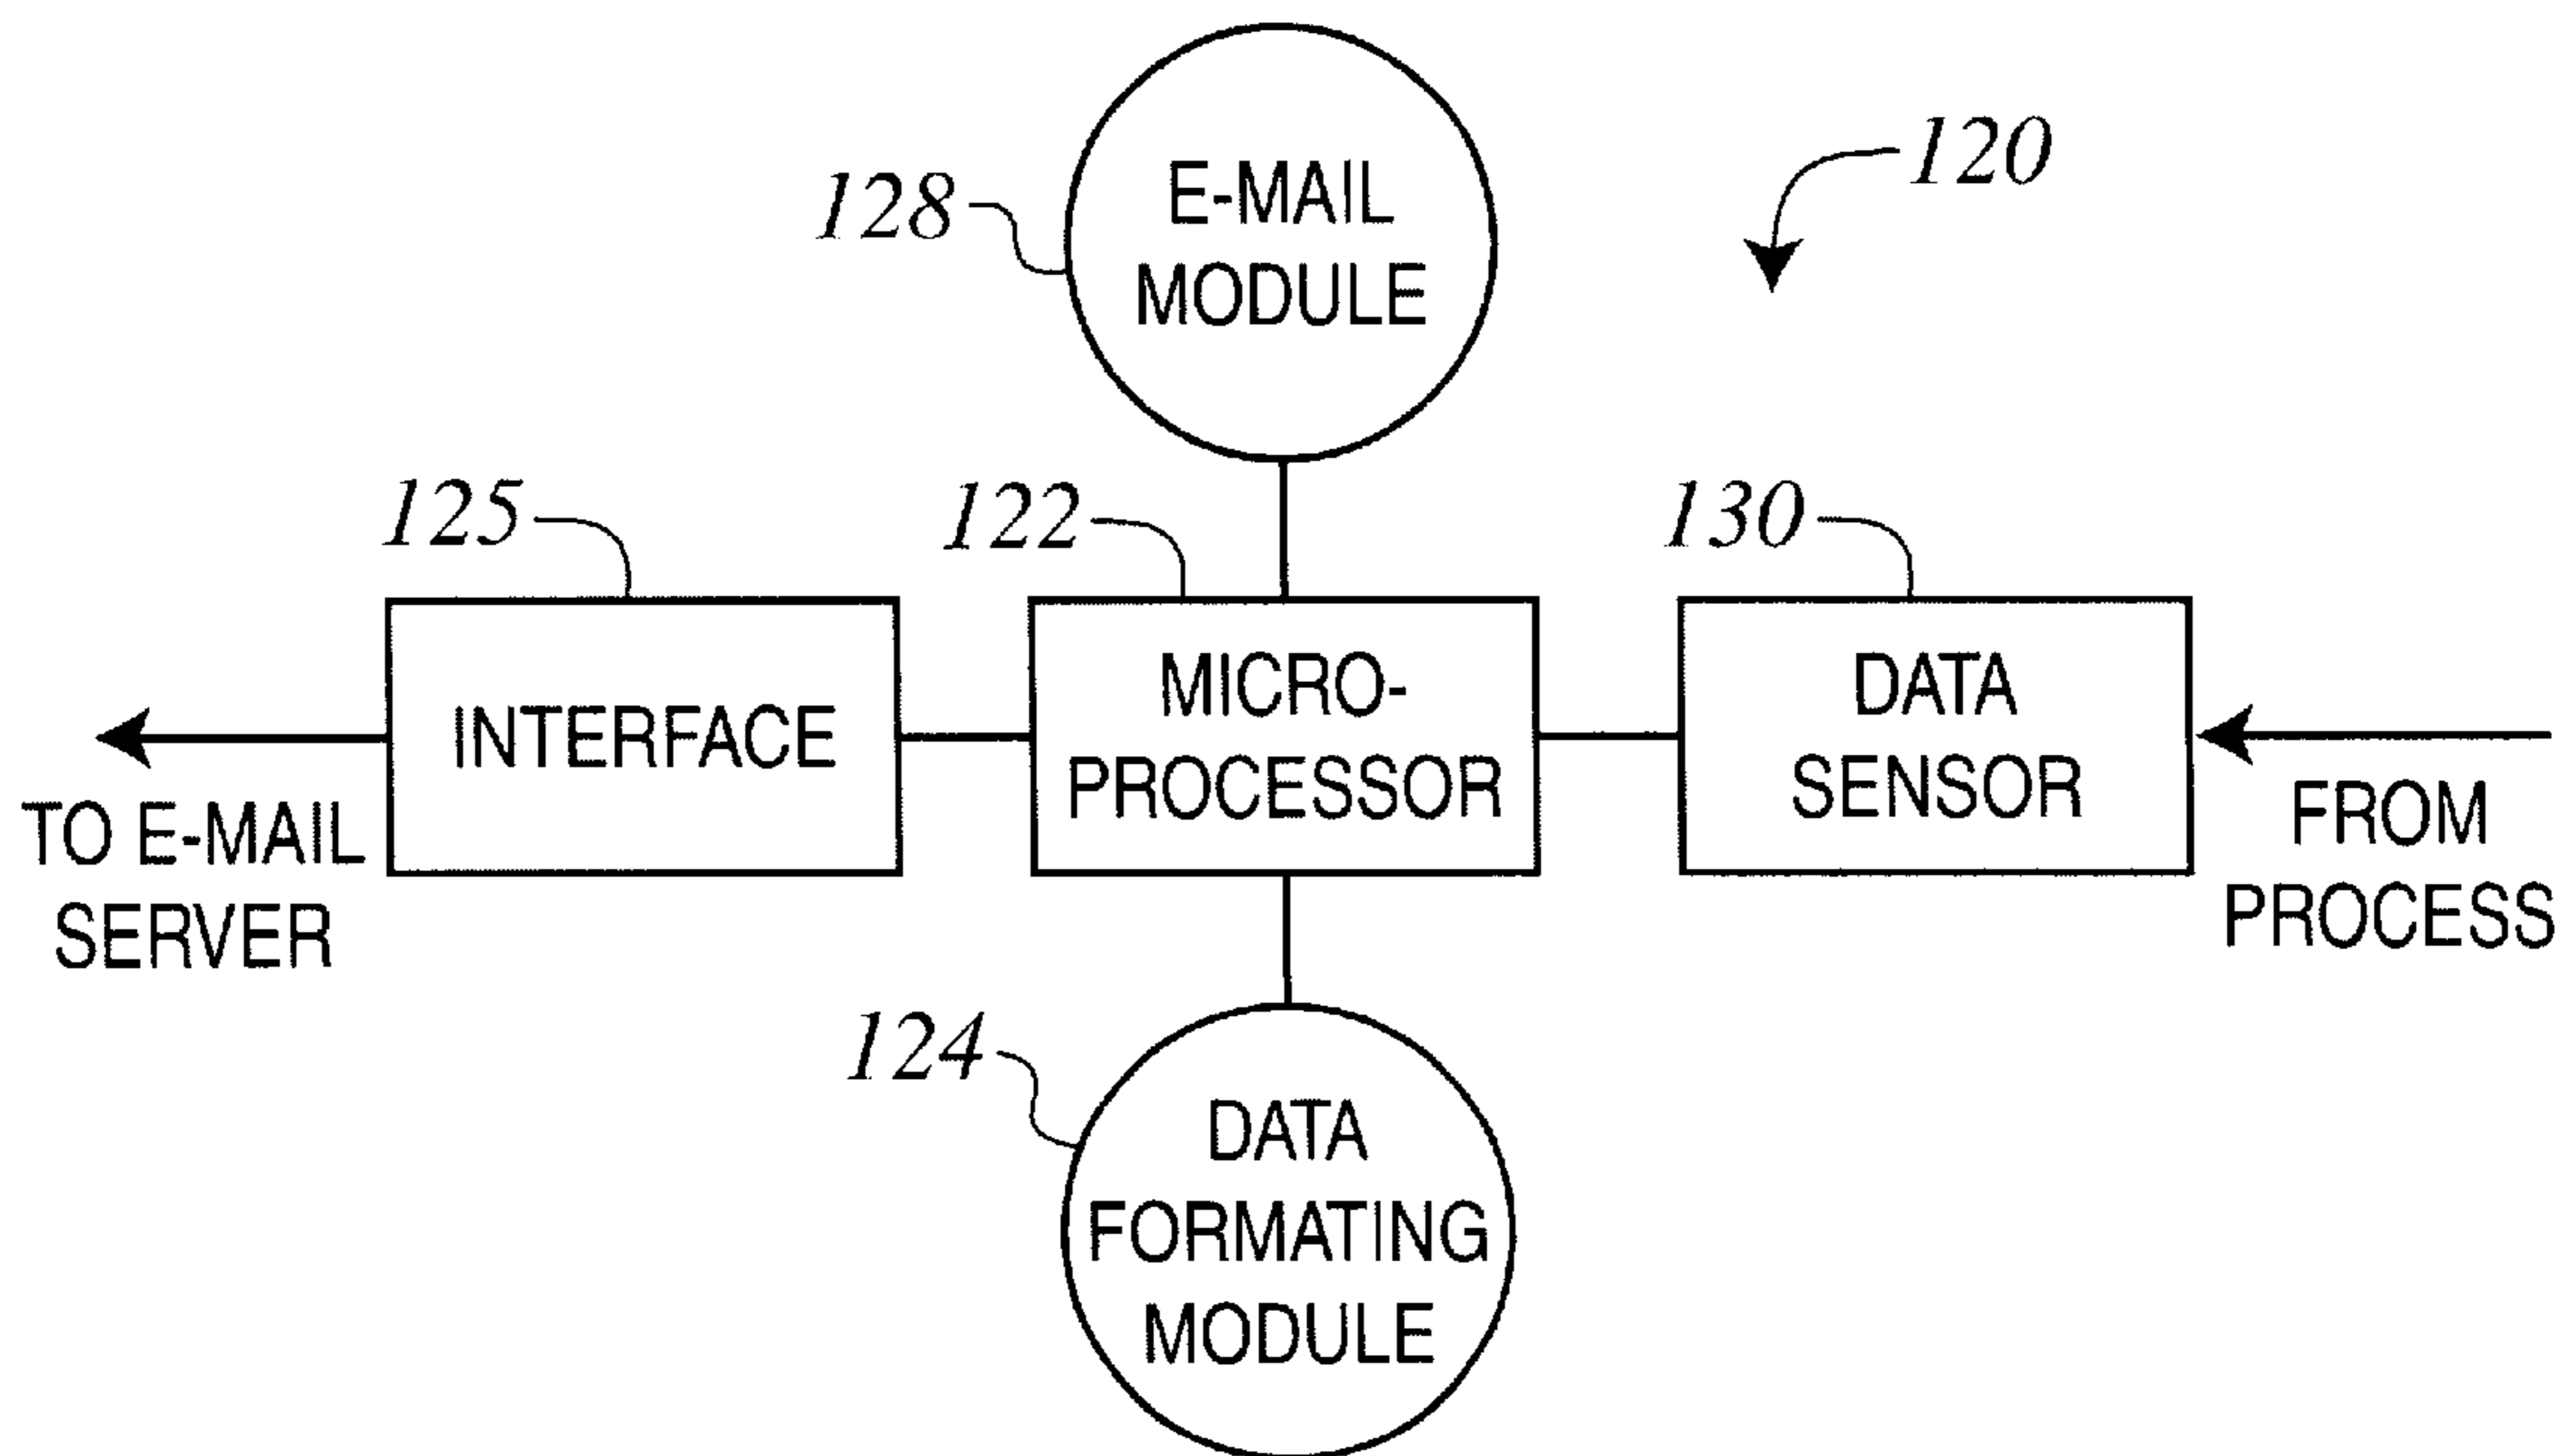 E-MAIL
MODULE
128
120
125
122
130
INTERFACE
MICRO-
PROCESSOR
DATA
SENSOR
TO E-MAIL
SERVER
FROM
PROCESS
124
DATA
FORMATING
MODULE